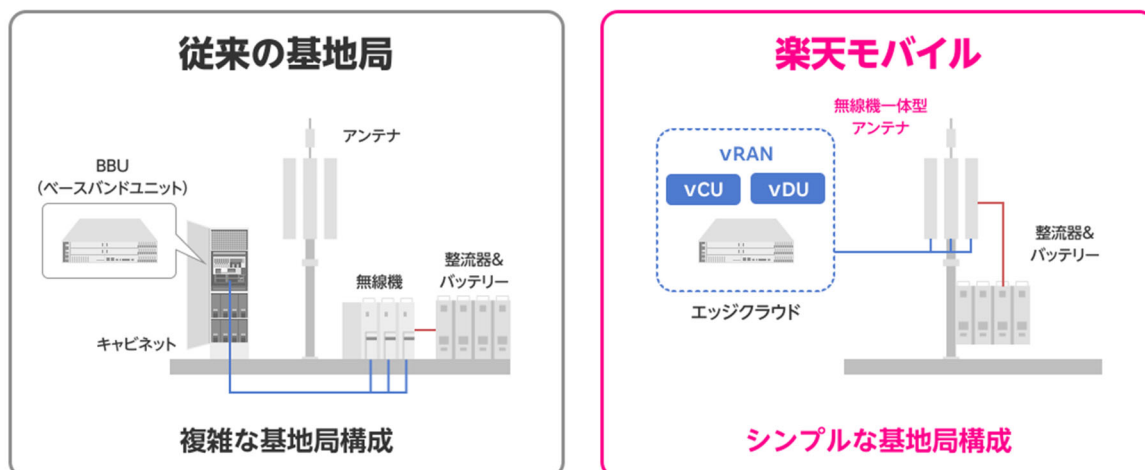 従来の基地局
アンテナ
BBU
(ベースバンドユニット)
整流器&
バッテリー
無線機
キャビネット
複雑な基地局構成
楽天モバイル
無線機一体型
アンテナ
vRAN
vCU
vDU
整流器&
バッテリー
エッジクラウド
シンプルな基地局構成